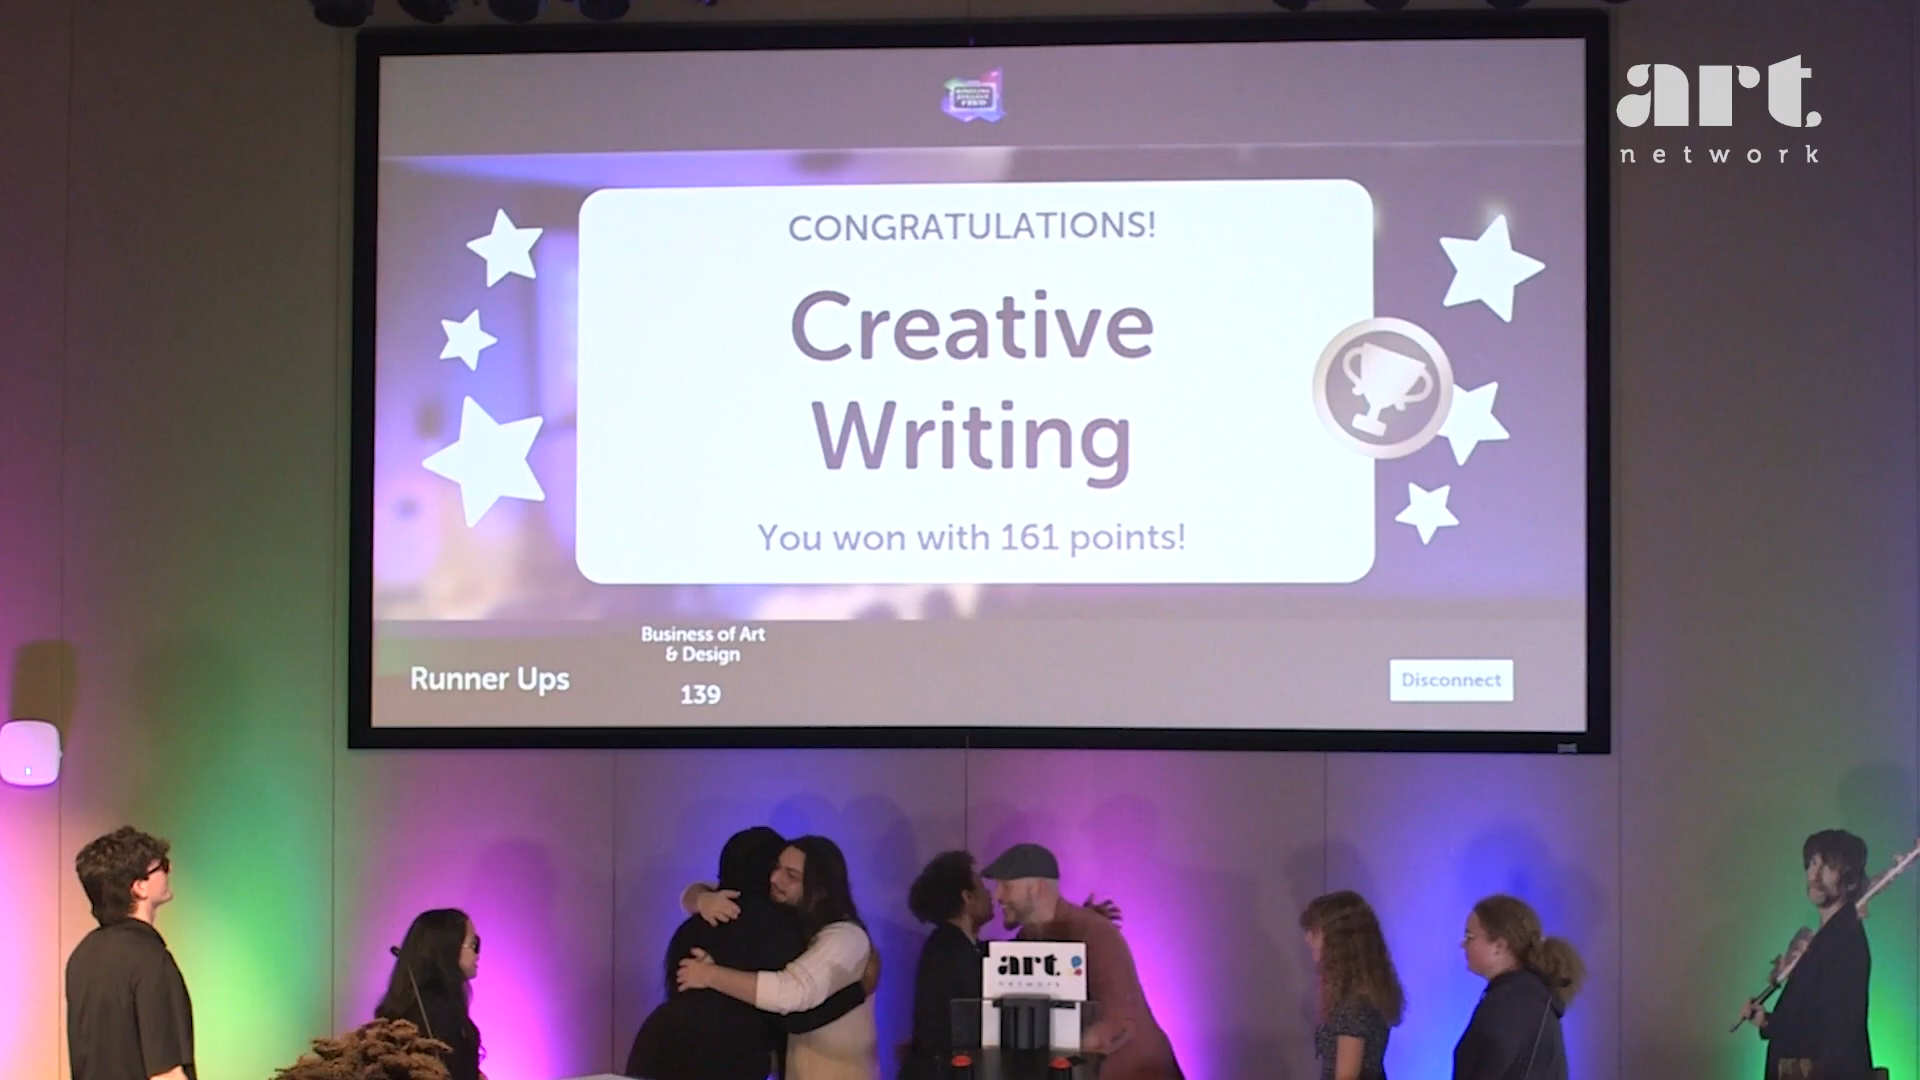 art.
network
CONGRATULATIONS!
Creative
Writing
You won with 161 points!
Business of Art
& Design
Runner Ups
139
Disconnect
art.
network